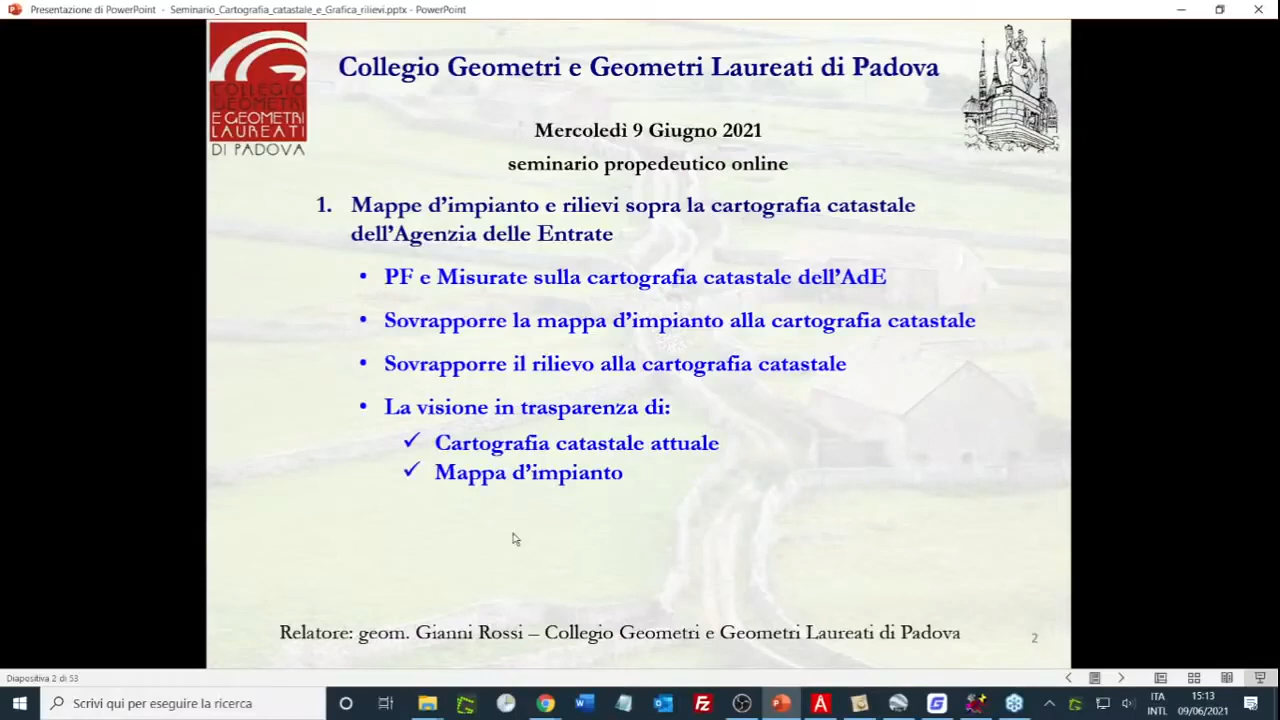 Presentazione di PowerPoint - Seminario_Cartografia_catastale_e_Grafica_rilievi.pptx - PowerPoint
COLLEGIO
GEOMETRI
E GEOMETRI
LAUREATI
DI PADOVA
Collegio Geometri e Geometri Laureati di Padova
Mercoledì 9 Giugno 2021
seminario propedeutico online
1. Mappe d’impianto e rilievi sopra la cartografia catastale
dell’Agenzia delle Entrate
• PF e Misurate sulla cartografia catastale dell’AdE
• Sovrapporre la mappa d’impianto alla cartografia catastale
• Sovrapporre il rilievo alla cartografia catastale
• La visione in trasparenza di:
✓ Cartografia catastale attuale
✓ Mappa d’impianto
Relatore: geom. Gianni Rossi – Collegio Geometri e Geometri Laureati di Padova
2
Diapositiva 2 di 53
Scrivi qui per eseguire la ricerca
ITA
INTL
15:13
09/06/2021